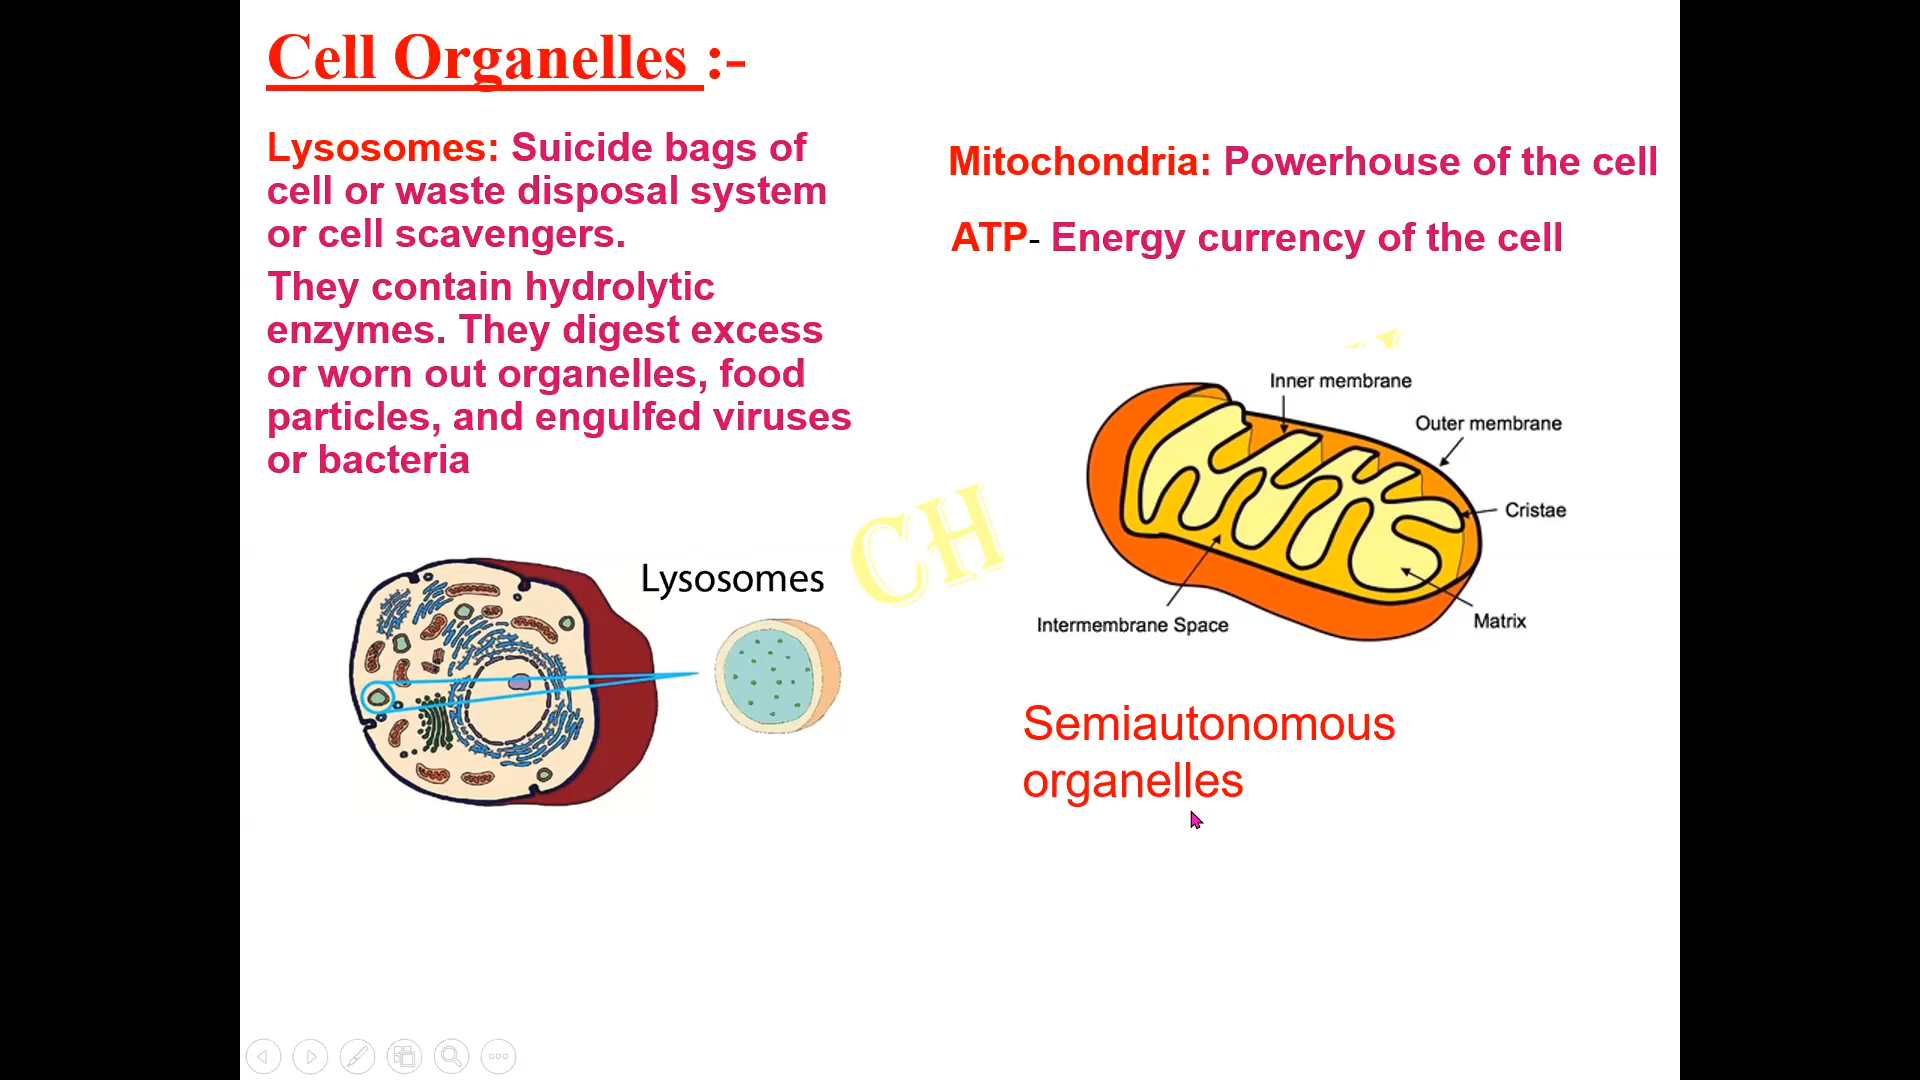 Cell Organelles :-
Lysosomes: Suicide bags of
cell or waste disposal system
or cell scavengers.
They contain hydrolytic
enzymes. They digest excess
or worn out organelles, food
particles, and engulfed viruses
or bacteria
Lysosomes
CH
Mitochondria: Powerhouse of the cell
ATP- Energy currency of the cell
Inner membrane
Outer membrane
Cristae
Intermembrane Space
Matrix
Semiautonomous
organelles